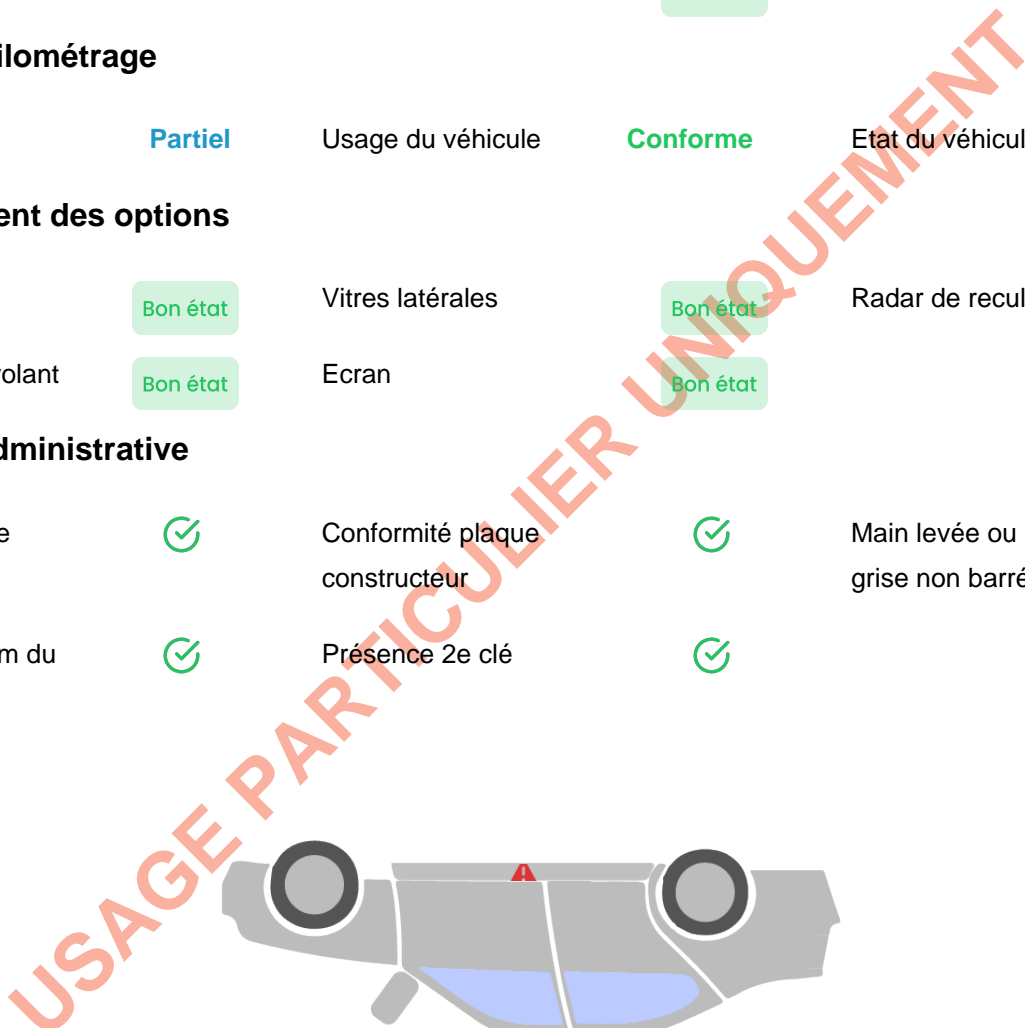 ilométrage
Partiel Usage du véhicule Conforme Etat du véhicul
ent des options
Bon état Vitres latérales Bon état Radar de recul
olant Bon état Ecran Bon état
dministrative
e Conformité plaque Main levée ou
constructeur grise non barré
m du Présence 2e clé
USAGE PARTICULIER UNIQUEMENT